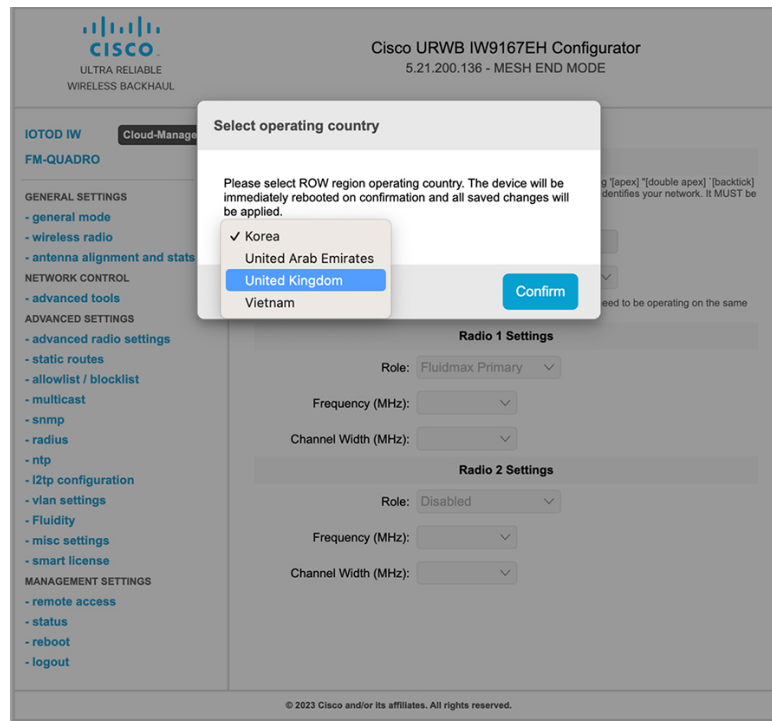 CISCO
ULTRA RELIABLE
WIRELESS BACKHAUL
Cisco URWB IW9167EH Configurator
5.21.200.136 - MESH END MODE
IOTOD IW
Cloud-Manage
FM-QUADRO
GENERAL SETTINGS
- general mode
- wireless radio
- antenna alignment and stats
NETWORK CONTROL
- advanced tools
ADVANCED SETTINGS
- advanced radio settings
- static routes
- allowlist / blocklist
- multicast
- snmp
- radius
- ntp
- l2tp configuration
- vlan settings
- Fluidity
- misc settings
- smart license
MANAGEMENT SETTINGS
- remote access
- status
- reboot
- logout
Select operating country
Please select ROW region operating country. The device will be
immediately rebooted on confirmation and all saved changes will
be applied.
✓ Korea
United Arab Emirates
United Kingdom
Vietnam
Confirm
g '[apex] "[double apex] `[backtick]
dentifies your network. It MUST be
eed to be operating on the same
Radio 1 Settings
Role: Fluidmax Primary
Frequency (MHz):
Channel Width (MHz):
Radio 2 Settings
Role: Disabled
Frequency (MHz):
Channel Width (MHz):
© 2023 Cisco and/or its affiliates. All rights reserved.